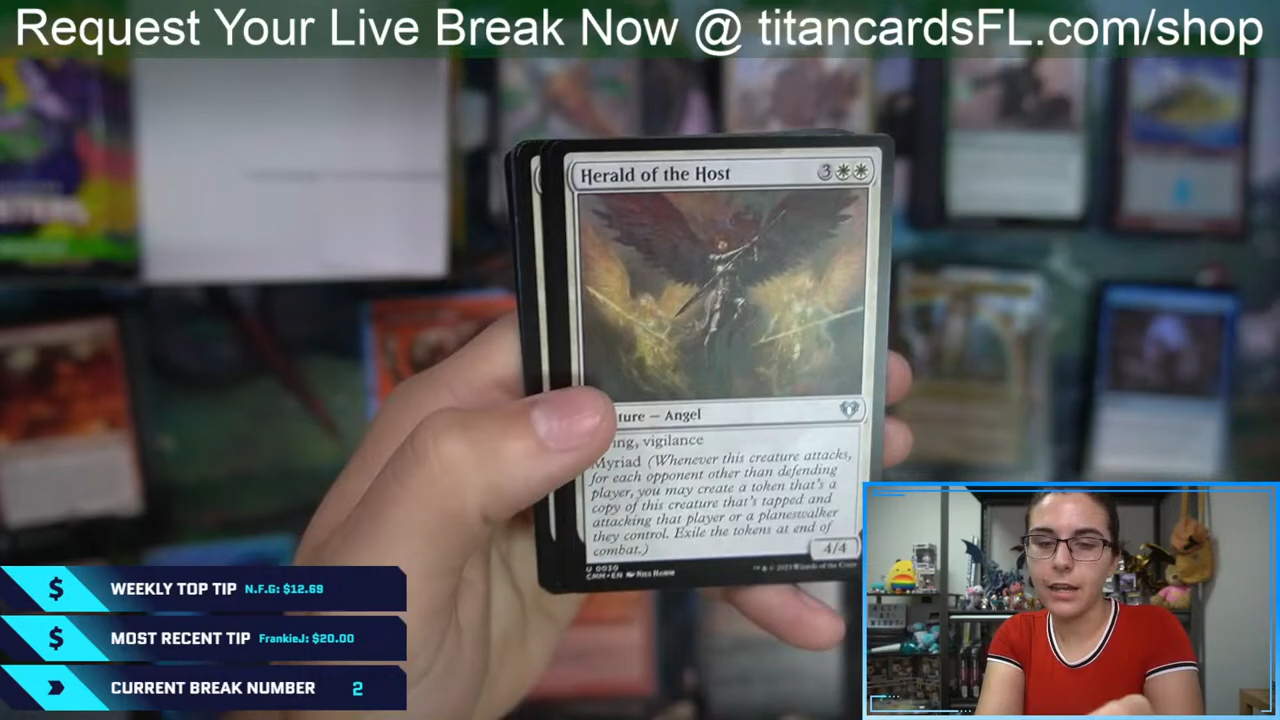 Request Your Live Break Now @ titancardsFL.com/shop
Herald of the Host 3
ture — Angel
ing, vigilance
Myriad (Whenever this creature attacks,
for each opponent other than defending
player, you may create a token that's a
copy of this creature that's tapped and
attacking that player or a planeswalker
they control. Exile the tokens at end of
combat.)
4/4
U 0030
CMM • EN
WEEKLY TOP TIP N.F.G: $12.69
MOST RECENT TIP FrankieJ: $20.00
CURRENT BREAK NUMBER 2